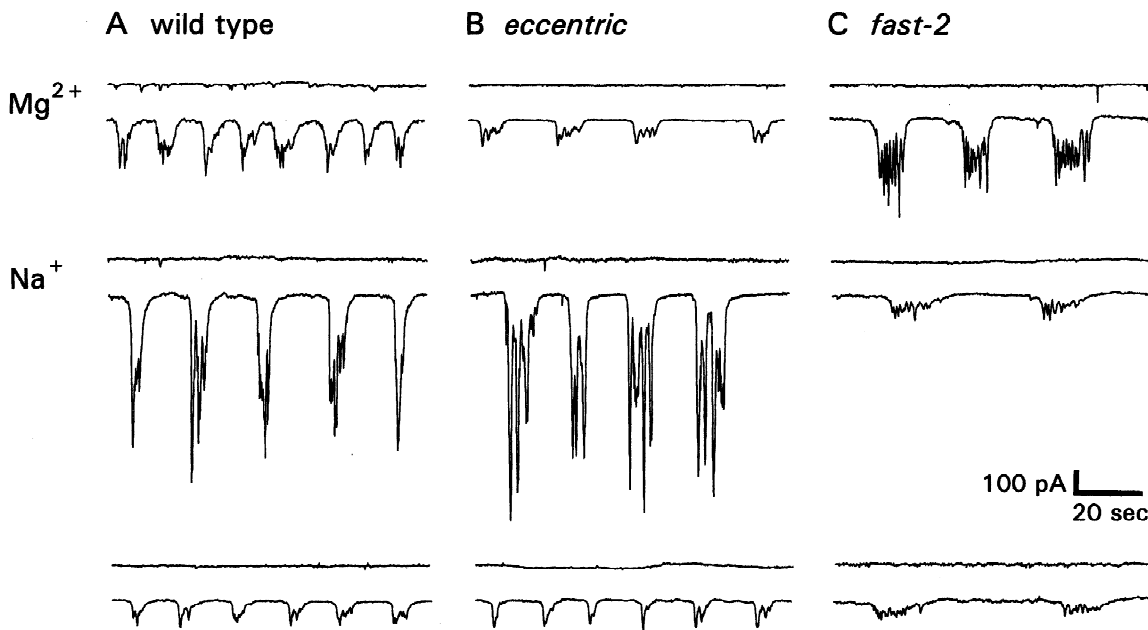 A wild type
B eccentric
C fast-2
Mg2+
Na+
100 pA
20 sec